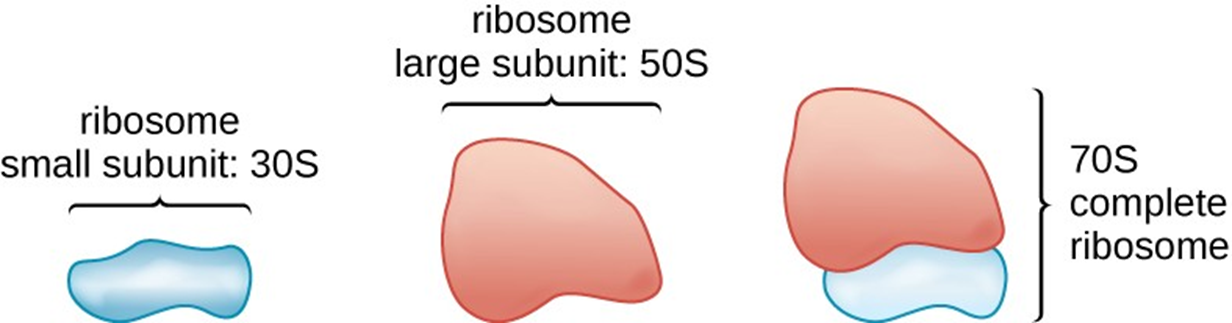 ribosome
small subunit: 30S
ribosome
large subunit: 50S
70S
complete
ribosome